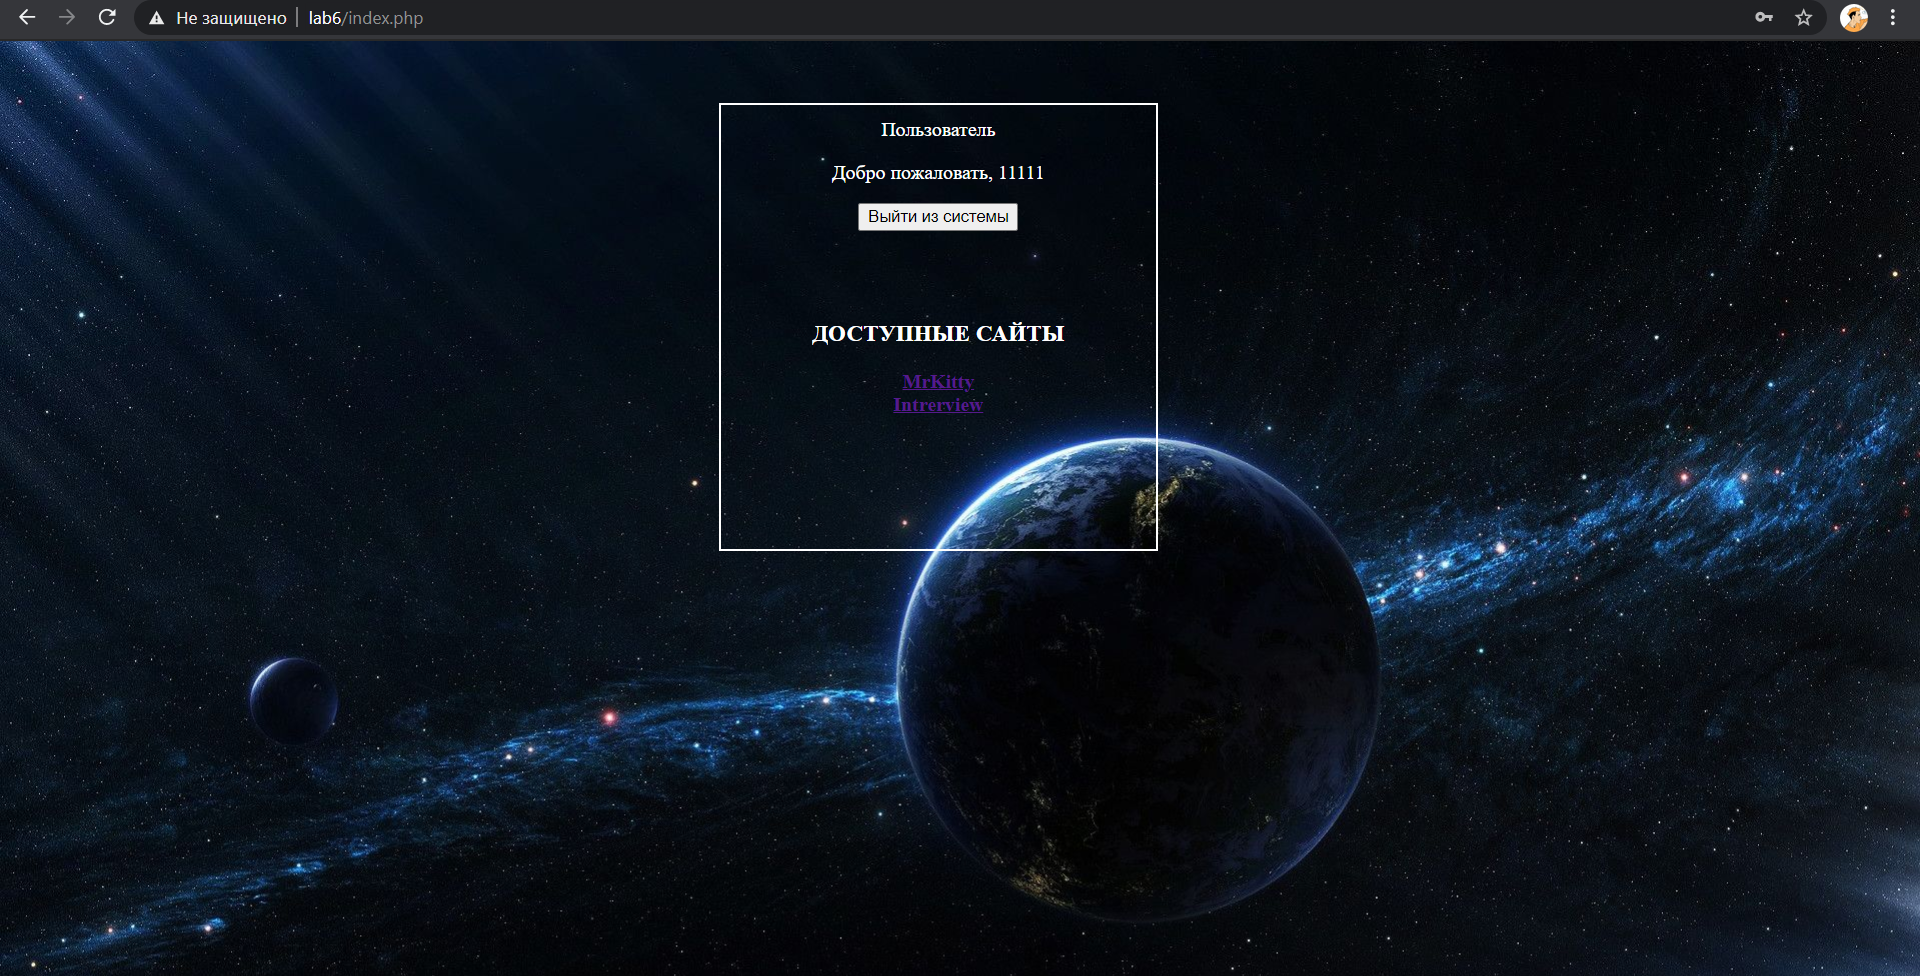 Не защищено | lab6/index.php
Пользователь
Добро пожаловать, 11111
Выйти из системы
ДОСТУПНЫЕ САЙТЫ
MrKitty
Intrerview